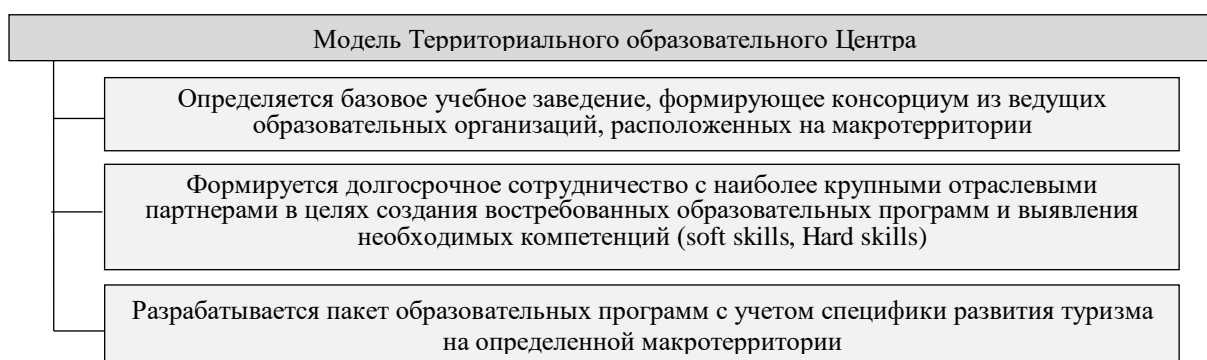 Модель Территориального образовательного Центра
Определяется базовое учебное заведение, формирующее консорциум из ведущих
образовательных организаций, расположенных на макротерритории
Формируется долгосрочное сотрудничество с наиболее крупными отраслевыми
партнерами в целях создания востребованных образовательных программ и выявления
необходимых компетенций (soft skills, Hard skills)
Разрабатывается пакет образовательных программ с учетом специфики развития туризма
на определенной макротерритории